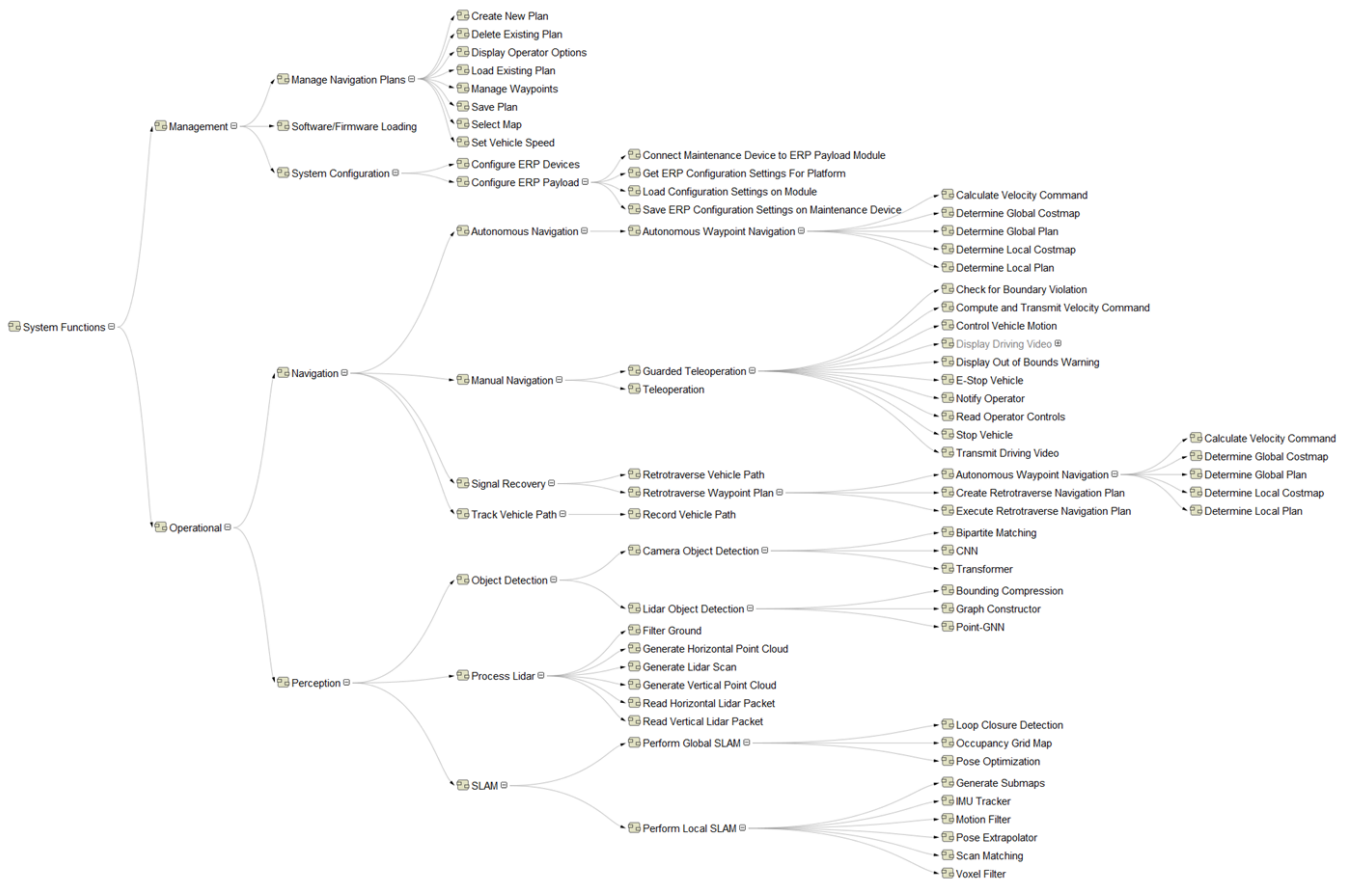 System Functions
Management
Manage Navigation Plans
Create New Plan
Delete Existing Plan
Display Operator Options
Load Existing Plan
Manage Waypoints
Save Plan
Select Map
Set Vehicle Speed
Software/Firmware Loading
System Configuration
Configure ERP Devices
Configure ERP Payload
Connect Maintenance Device to ERP Payload Module
Get ERP Configuration Settings For Platform
Load Configuration Settings on Module
Save ERP Configuration Settings on Maintenance Device
Operational
Navigation
Autonomous Navigation
Autonomous Waypoint Navigation
Calculate Velocity Command
Determine Global Costmap
Determine Global Plan
Determine Local Costmap
Determine Local Plan
Manual Navigation
Guarded Teleoperation
Check for Boundary Violation
Compute and Transmit Velocity Command
Control Vehicle Motion
Display Driving Video
Display Out of Bounds Warning
E-Stop Vehicle
Notify Operator
Read Operator Controls
Stop Vehicle
Transmit Driving Video
Teleoperation
Signal Recovery
Retrotraverse Vehicle Path
Retrotraverse Waypoint Plan
Autonomous Waypoint Navigation
Calculate Velocity Command
Determine Global Costmap
Determine Global Plan
Determine Local Costmap
Determine Local Plan
Create Retrotraverse Navigation Plan
Execute Retrotraverse Navigation Plan
Track Vehicle Path
Record Vehicle Path
Perception
Object Detection
Camera Object Detection
Bipartite Matching
CNN
Transformer
Lidar Object Detection
Bounding Compression
Graph Constructor
Point-GNN
Process Lidar
Filter Ground
Generate Horizontal Point Cloud
Generate Lidar Scan
Generate Vertical Point Cloud
Read Horizontal Lidar Packet
Read Vertical Lidar Packet
SLAM
Perform Global SLAM
Loop Closure Detection
Occupancy Grid Map
Pose Optimization
Perform Local SLAM
Generate Submaps
IMU Tracker
Motion Filter
Pose Extrapolator
Scan Matching
Voxel Filter